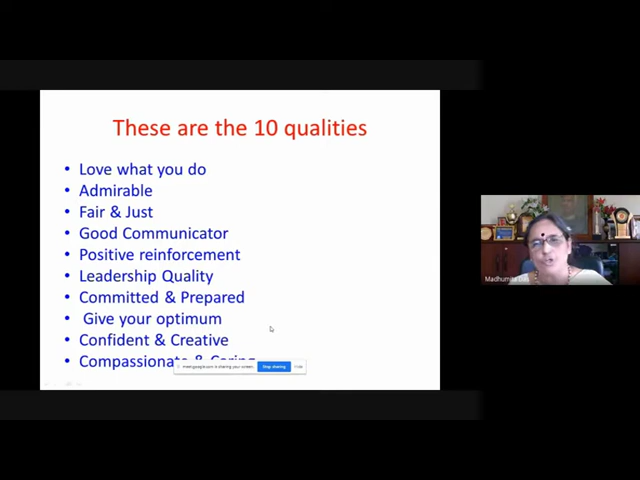 These are the 10 qualities
• Love what you do
• Admirable
• Fair & Just
• Good Communicator
• Positive reinforcement
• Leadership Quality
• Committed & Prepared
• Give your optimum
• Confident & Creative
• Compassionate & Caring
meet.google.com is sharing your screen. Stop sharing Hide
Madhumita